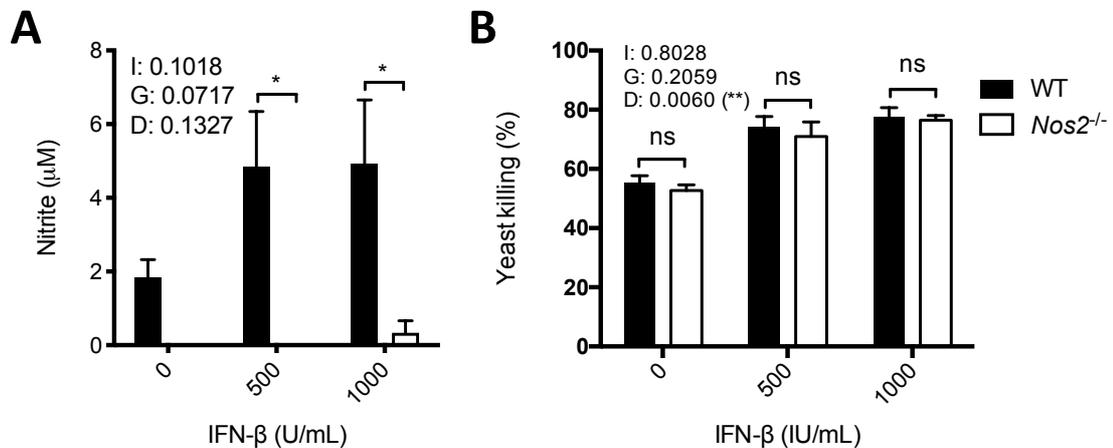 A
Nitrite (µM)
8
6
4
2
0
I: 0.1018
G: 0.0717
D: 0.1327
*
*
0
500
1000
IFN-β (U/mL)
B
Yeast killing (%)
100
80
60
40
20
0
I: 0.8028
G: 0.2059
D: 0.0060 (**)
ns
ns
ns
0
500
1000
IFN-β (IU/mL)
WT
Nos2-/-